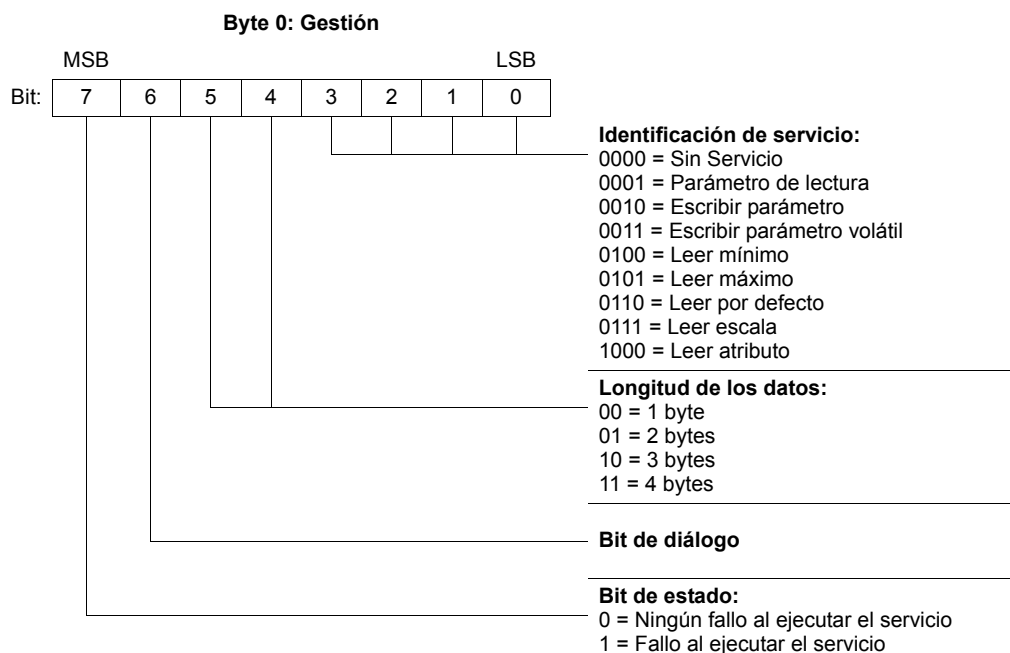 Byte 0: Gestión
MSB LSB
Bit: 7 6 5 4 3 2 1 0
Identificación de servicio:
0000 = Sin Servicio
0001 = Parámetro de lectura
0010 = Escribir parámetro
0011 = Escribir parámetro volátil
0100 = Leer mínimo
0101 = Leer máximo
0110 = Leer por defecto
0111 = Leer escala
1000 = Leer atributo
Longitud de los datos:
00 = 1 byte
01 = 2 bytes
10 = 3 bytes
11 = 4 bytes
Bit de diálogo
Bit de estado:
0 = Ningún fallo al ejecutar el servicio
1 = Fallo al ejecutar el servicio